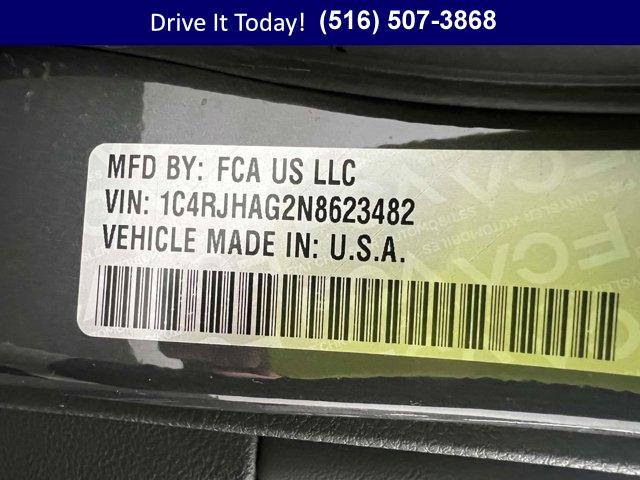 Drive It Today! (516) 507-3868
MFD BY: FCA US LLC
VIN: 1C4RJHAG2N8623482
VEHICLE MADE IN: U.S.A.